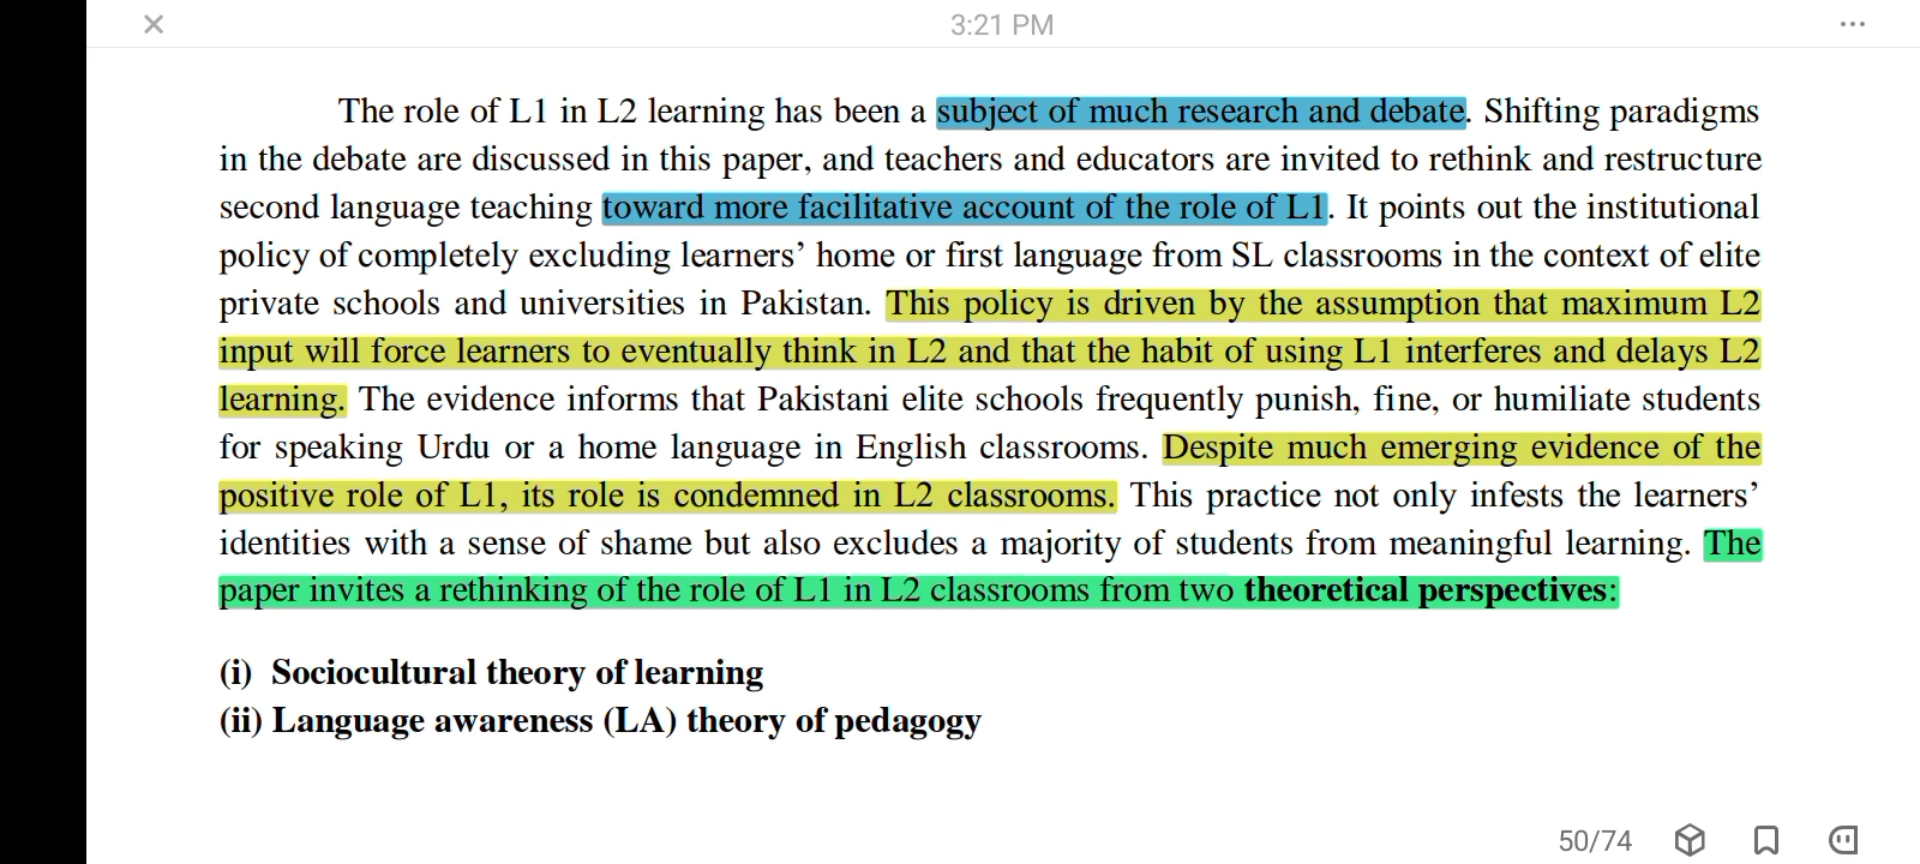 3:21 PM
The role of L1 in L2 learning has been a subject of much research and debate. Shifting paradigms
in the debate are discussed in this paper, and teachers and educators are invited to rethink and restructure
second language teaching toward more facilitative account of the role of L1. It points out the institutional
policy of completely excluding learners’ home or first language from SL classrooms in the context of elite
private schools and universities in Pakistan. This policy is driven by the assumption that maximum L2
input will force learners to eventually think in L2 and that the habit of using L1 interferes and delays L2
learning. The evidence informs that Pakistani elite schools frequently punish, fine, or humiliate students
for speaking Urdu or a home language in English classrooms. Despite much emerging evidence of the
positive role of L1, its role is condemned in L2 classrooms. This practice not only infests the learners’
identities with a sense of shame but also excludes a majority of students from meaningful learning. The
paper invites a rethinking of the role of L1 in L2 classrooms from two theoretical perspectives:
(i) Sociocultural theory of learning
(ii) Language awareness (LA) theory of pedagogy
50/74